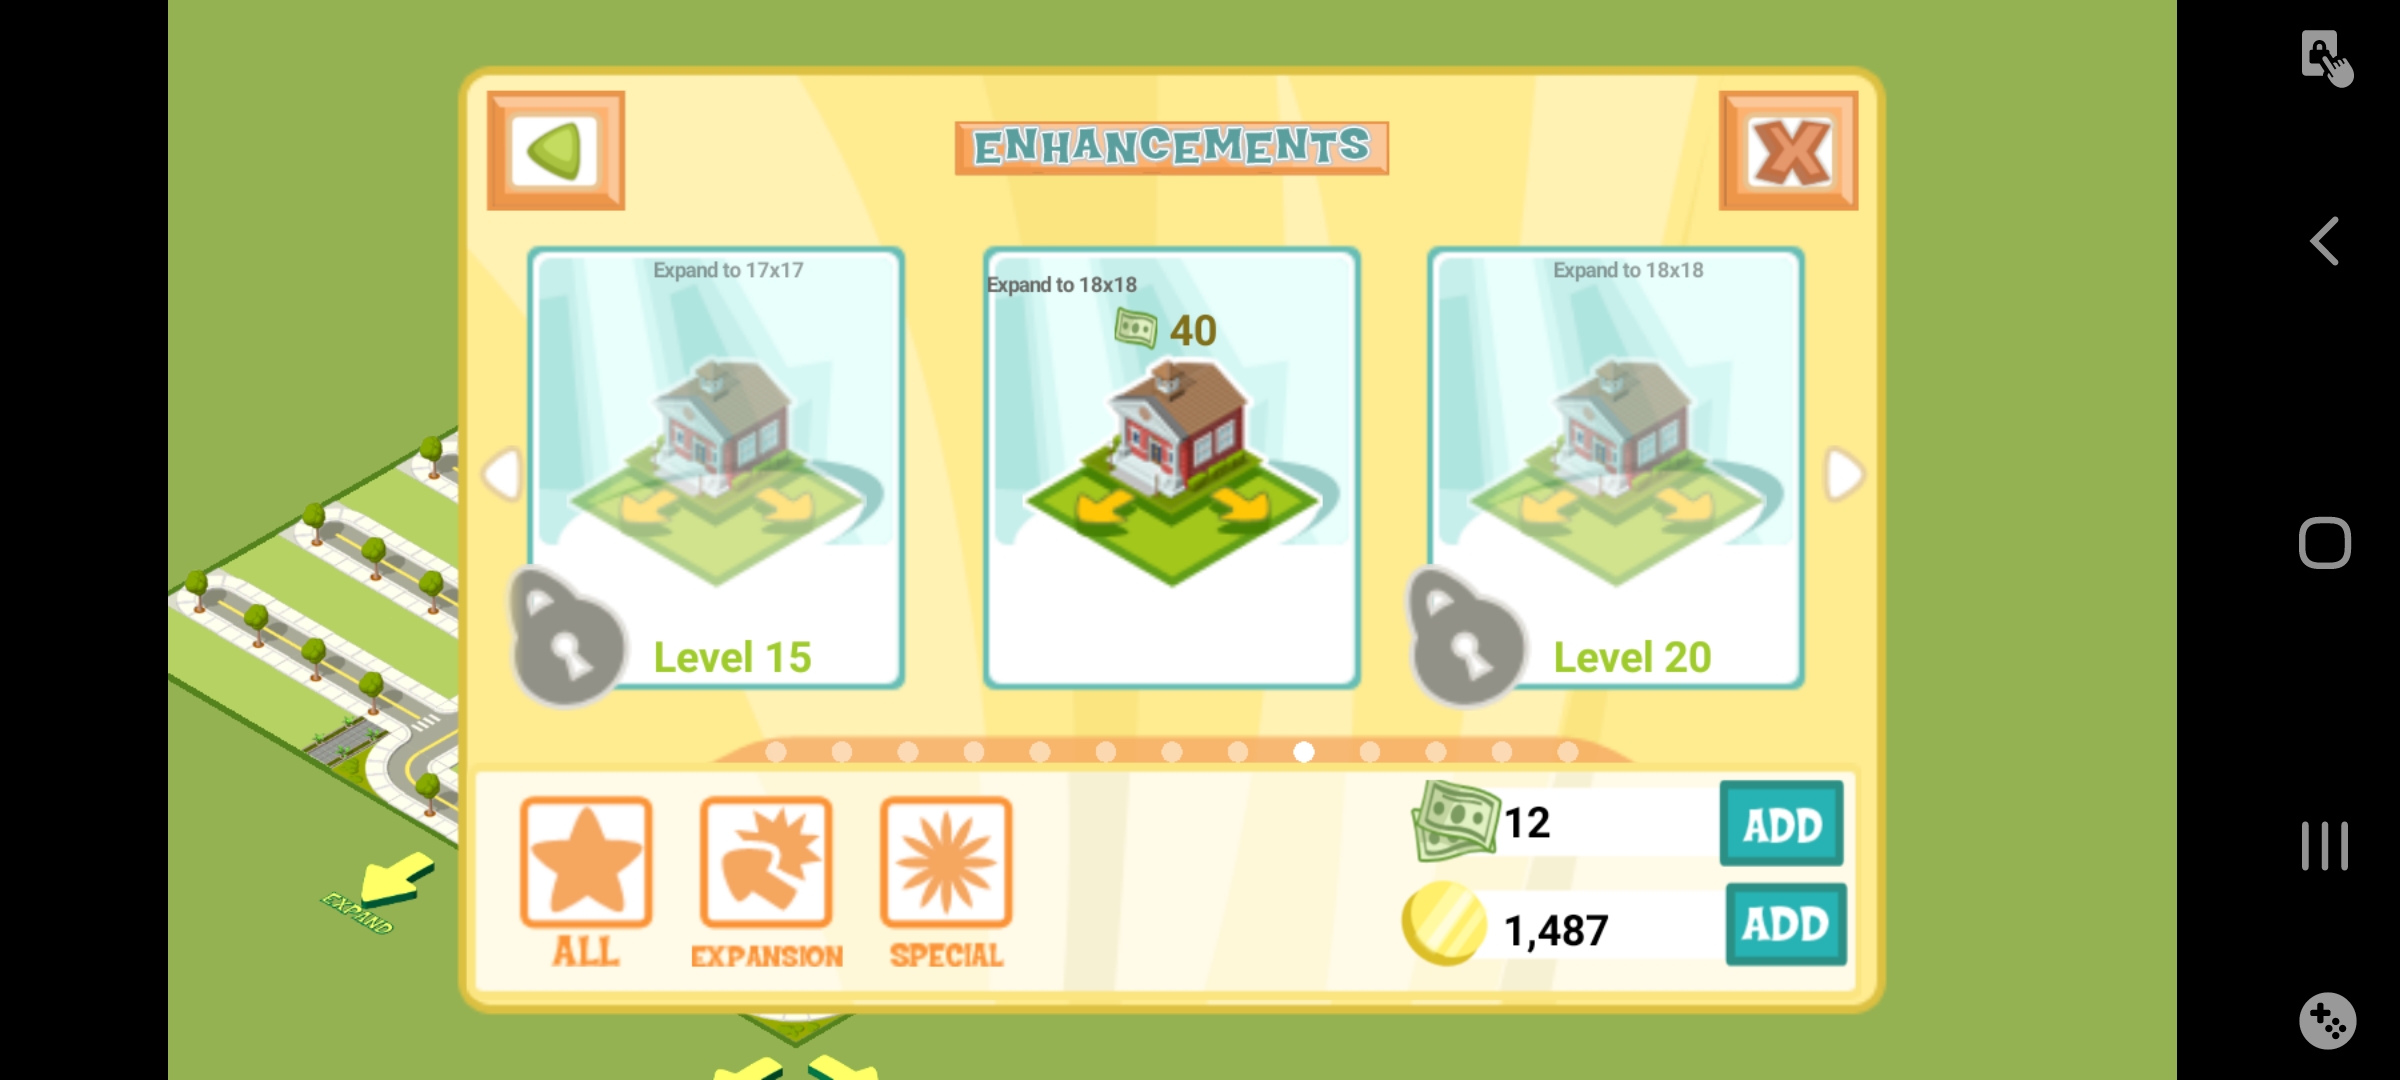 ENHANCEMENTS
Expand to 17x17
Level 15
Expand to 18x18
40
Expand to 18x18
Level 20
EXPAND
ALL
EXPANSION
SPECIAL
12
ADD
1,487
ADD